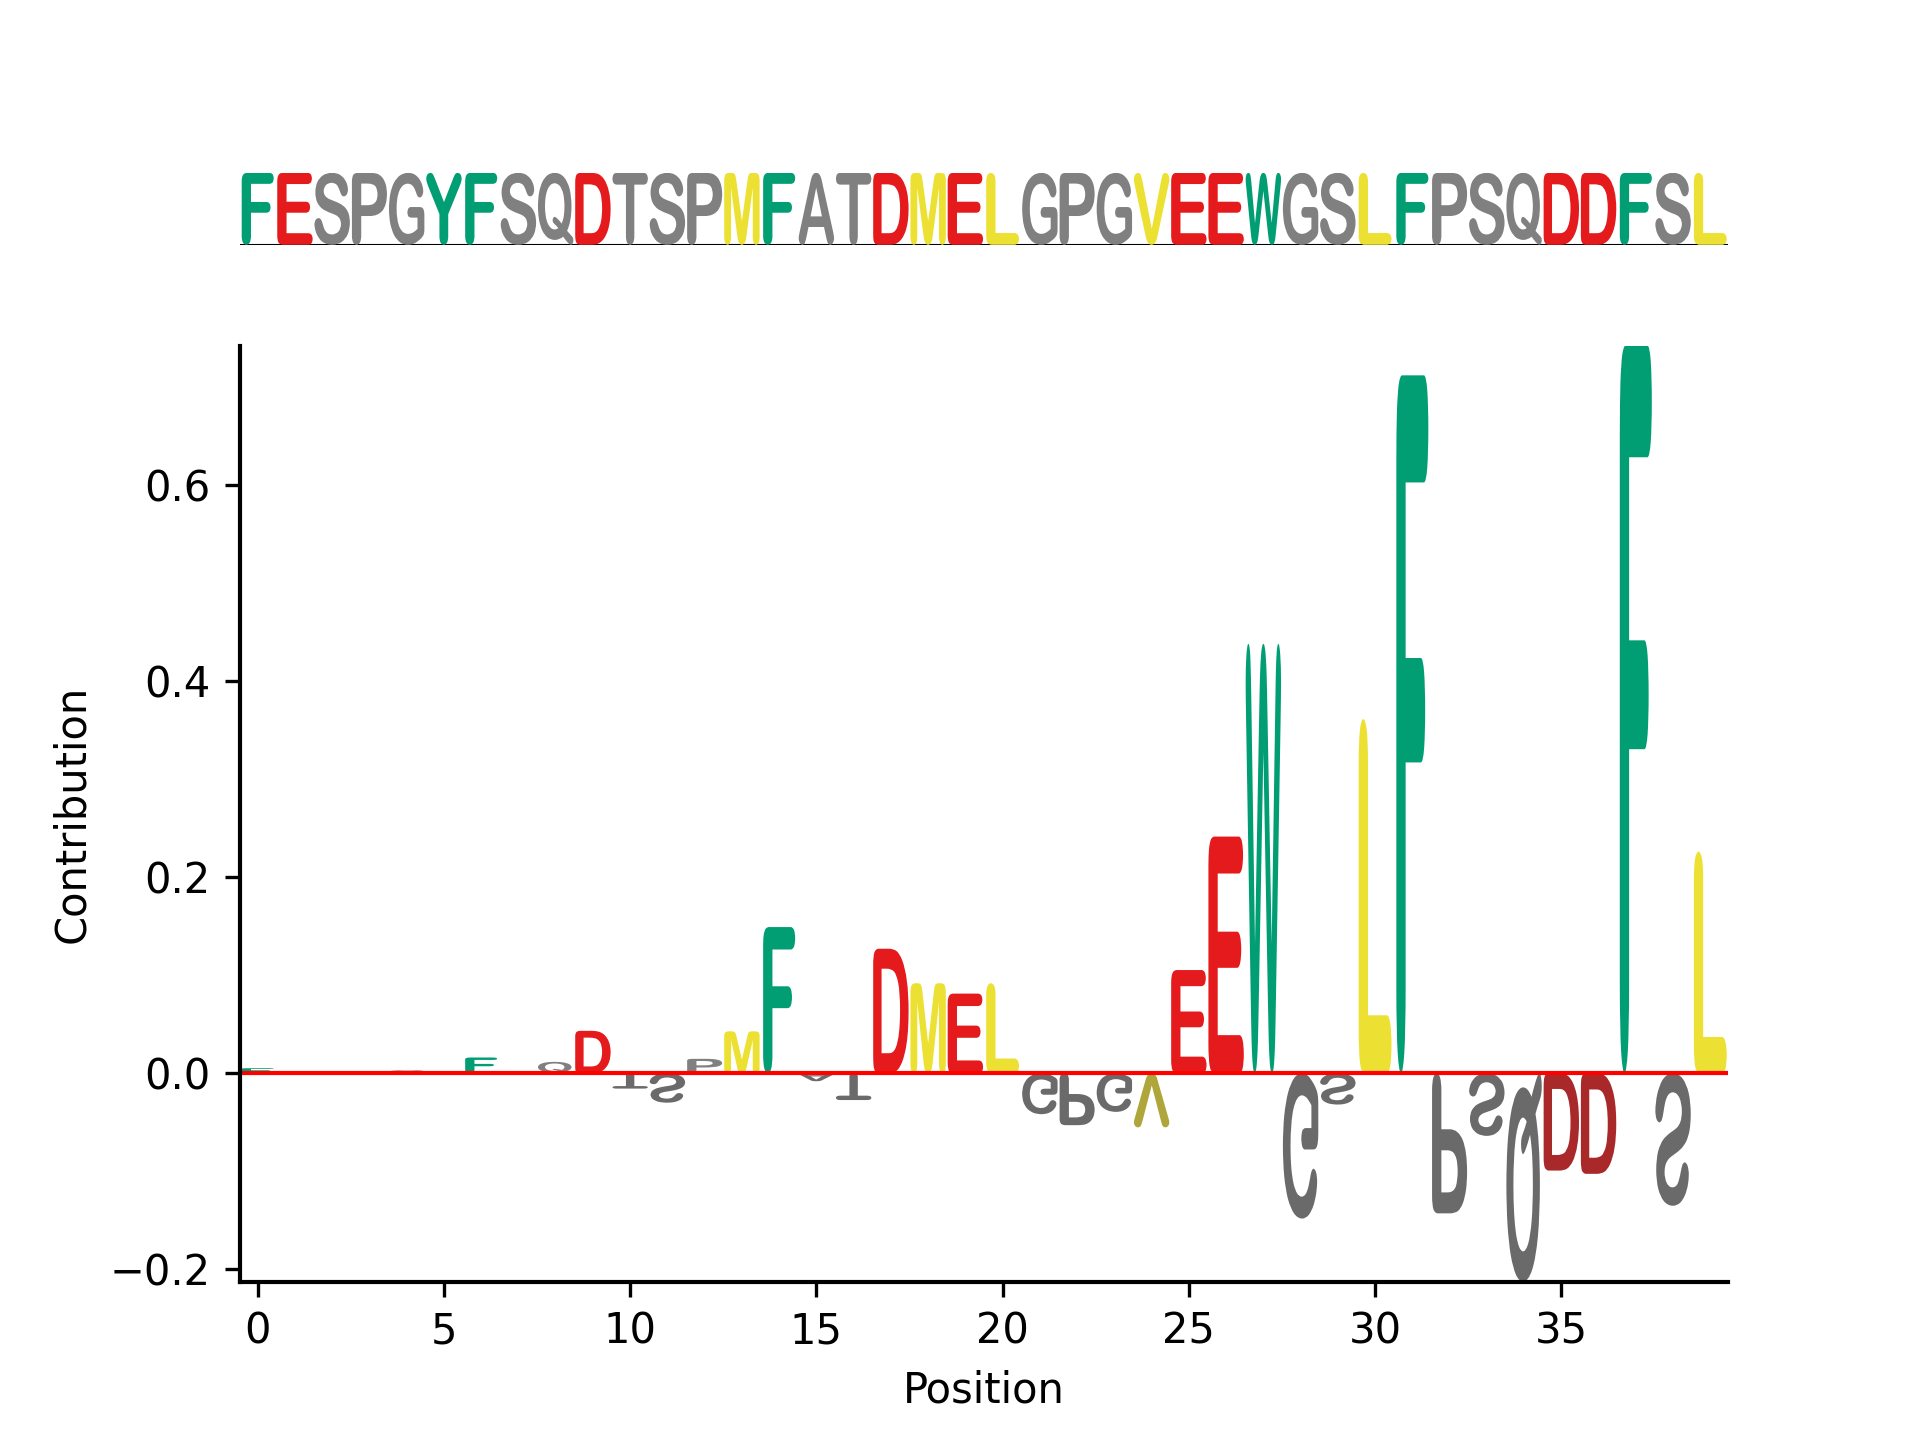 FESPGYFSQDTSPMFATDMELGPGVEEWGSLFPSQDDFSL
0.6
0.4
0.2
0.0
−0.2
Contribution
F F Q D T S P M F A T D M E L G P G V E E W G S L F P S Q D D F S L
0 5 10 15 20 25 30 35
Position